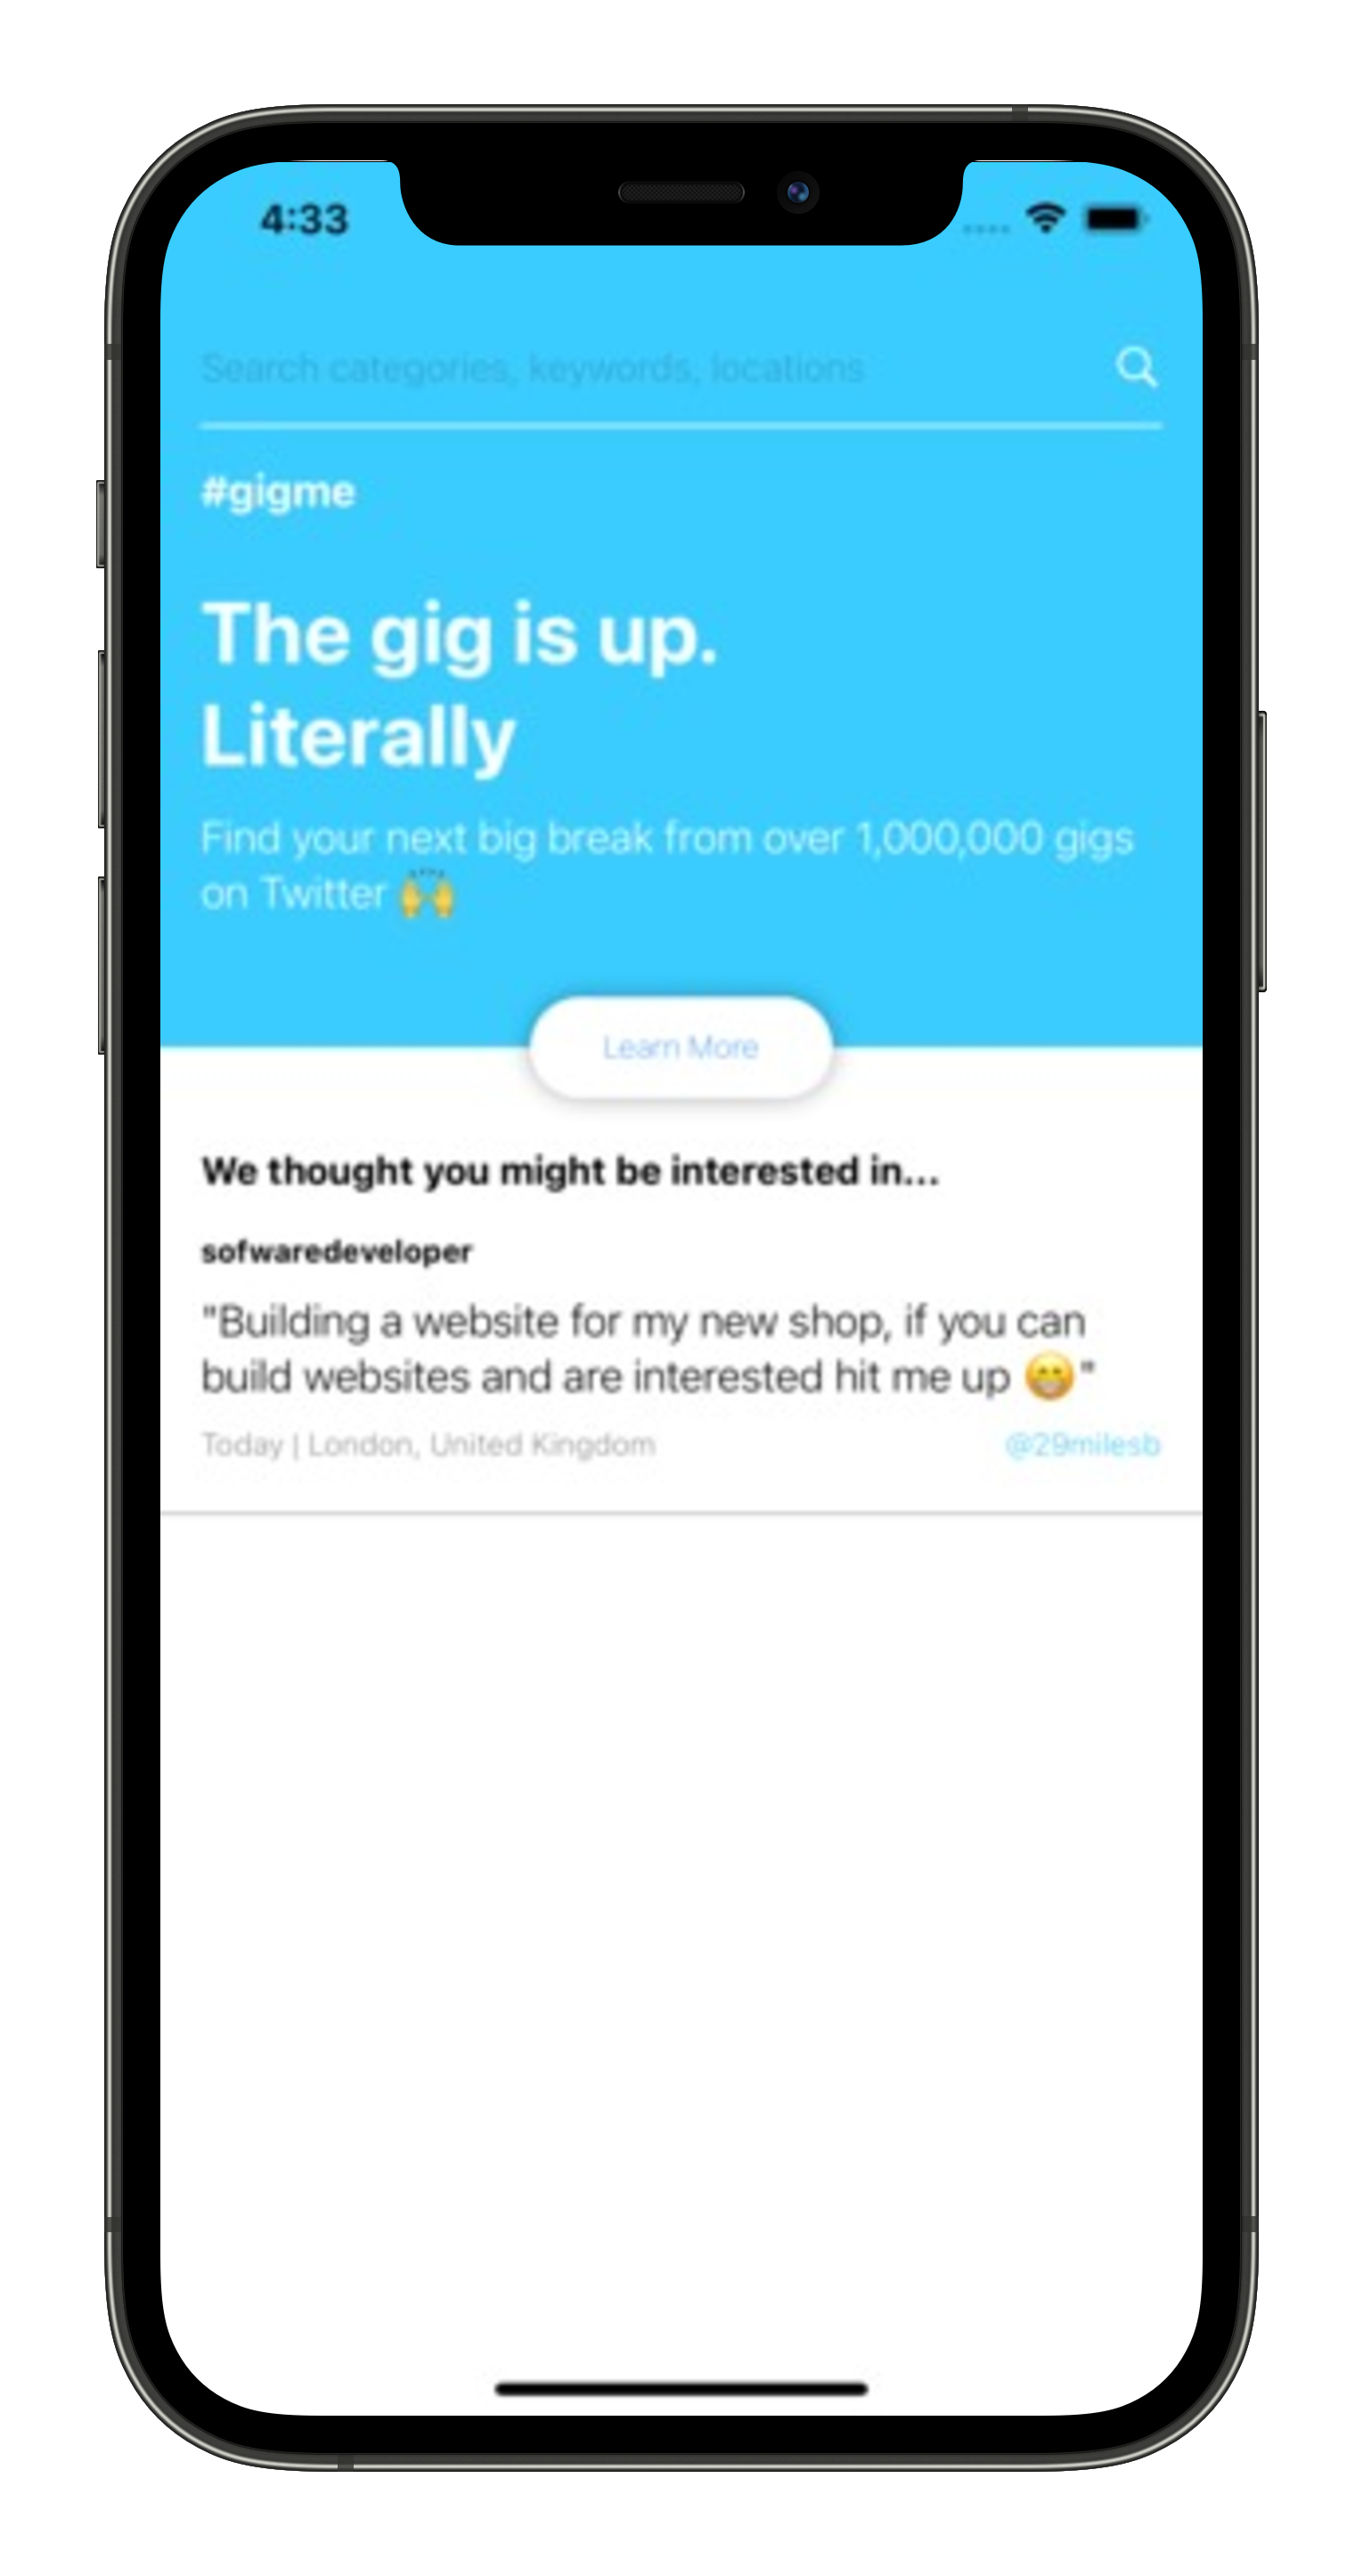 4:33
Search categories, keywords, locations
#gigme
The gig is up.
Literally
Find your next big break from over 1,000,000 gigs
on Twitter 🙌
Learn More
We thought you might be interested in...
sofwaredeveloper
"Building a website for my new shop, if you can
build websites and are interested hit me up 😁"
Today | London, United Kingdom @29milesb